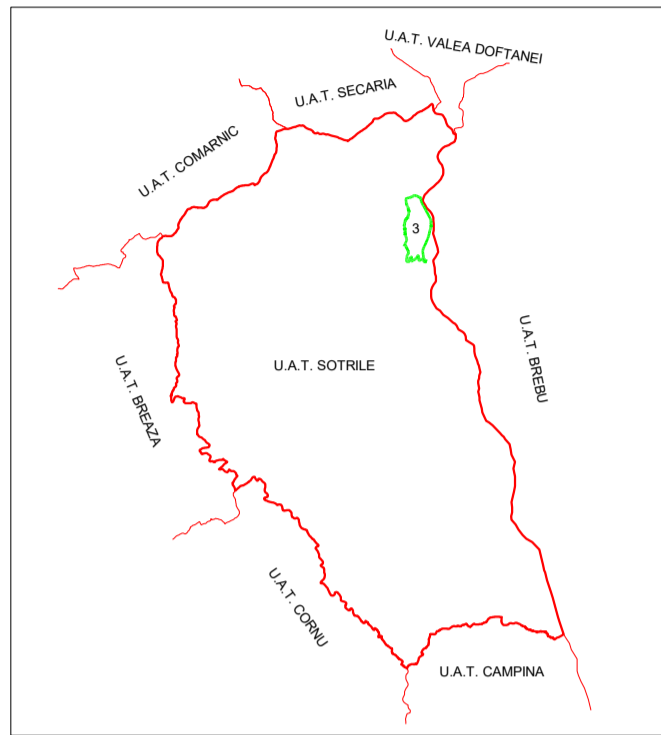 U.A.T. VALEA DOFTANEI
U.A.T. SECARIA
U.A.T. COMARNIC
3
U.A.T. BREBU
U.A.T. SOTRILE
U.A.T. BREAZA
U.A.T. CORNU
U.A.T. CAMPINA